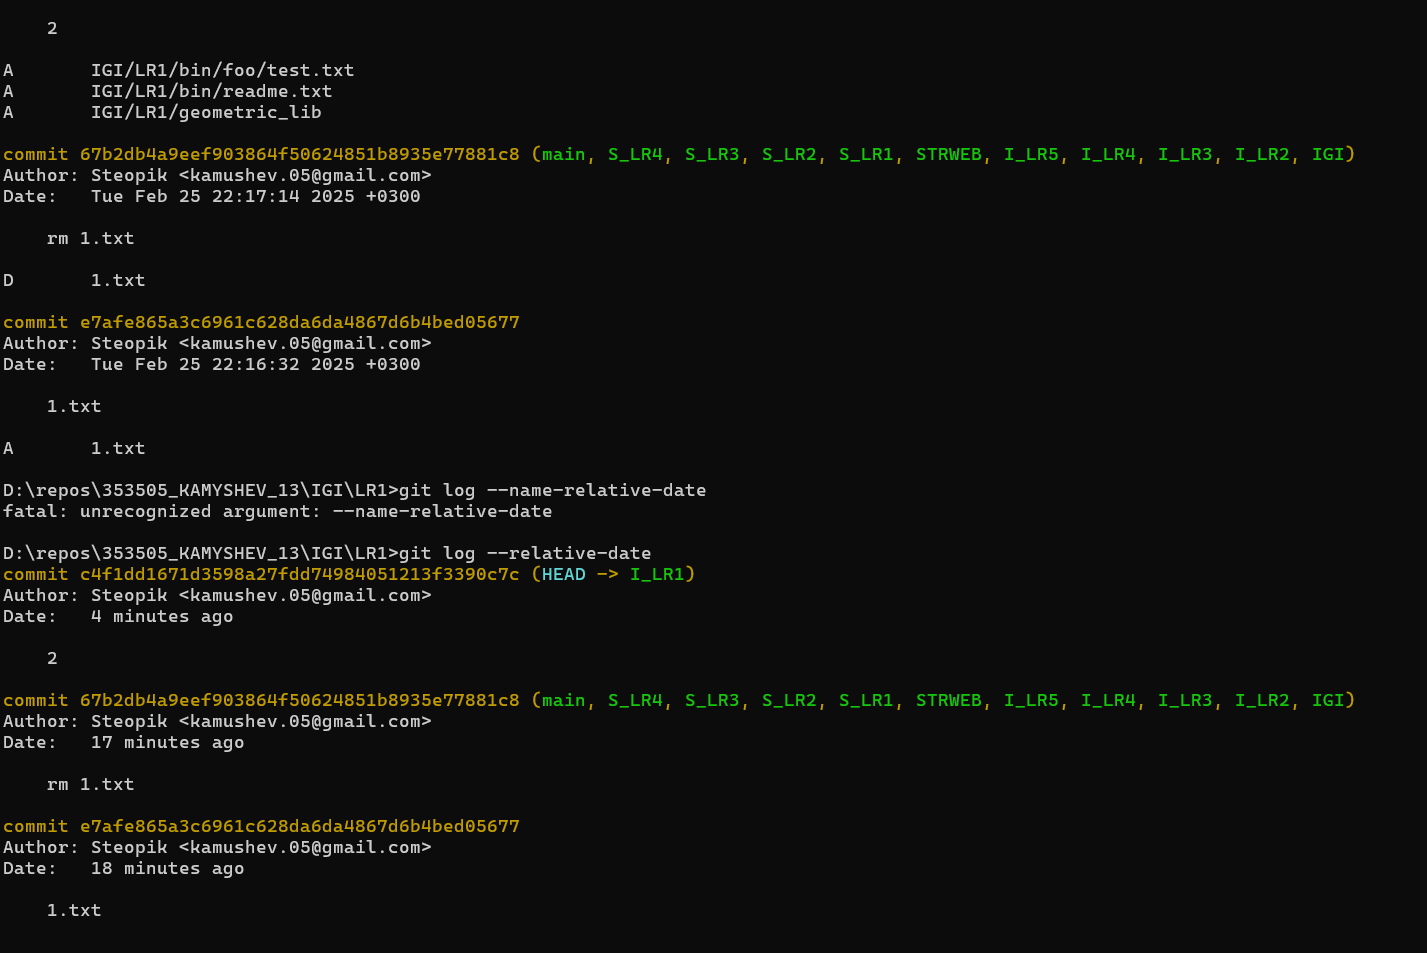 2
A IGI/LR1/bin/foo/test.txt
A IGI/LR1/bin/readme.txt
A IGI/LR1/geometric_lib
commit 67b2db4a9eef903864f50624851b8935e77881c8 (main, S_LR4, S_LR3, S_LR2, S_LR1, STRWEB, I_LR5, I_LR4, I_LR3, I_LR2, IGI)
Author: Steopik <kamushev.05@gmail.com>
Date: Tue Feb 25 22:17:14 2025 +0300
rm 1.txt
D 1.txt
commit e7afe865a3c6961c628da6da4867d6b4bed05677
Author: Steopik <kamushev.05@gmail.com>
Date: Tue Feb 25 22:16:32 2025 +0300
1.txt
A 1.txt
D:\repos\353505_KAMYSHEV_13\IGI\LR1>git log --name-relative-date
fatal: unrecognized argument: --name-relative-date
D:\repos\353505_KAMYSHEV_13\IGI\LR1>git log --relative-date
commit c4f1dd1671d3598a27fdd74984051213f3390c7c (HEAD -> I_LR1)
Author: Steopik <kamushev.05@gmail.com>
Date: 4 minutes ago
2
commit 67b2db4a9eef903864f50624851b8935e77881c8 (main, S_LR4, S_LR3, S_LR2, S_LR1, STRWEB, I_LR5, I_LR4, I_LR3, I_LR2, IGI)
Author: Steopik <kamushev.05@gmail.com>
Date: 17 minutes ago
rm 1.txt
commit e7afe865a3c6961c628da6da4867d6b4bed05677
Author: Steopik <kamushev.05@gmail.com>
Date: 18 minutes ago
1.txt